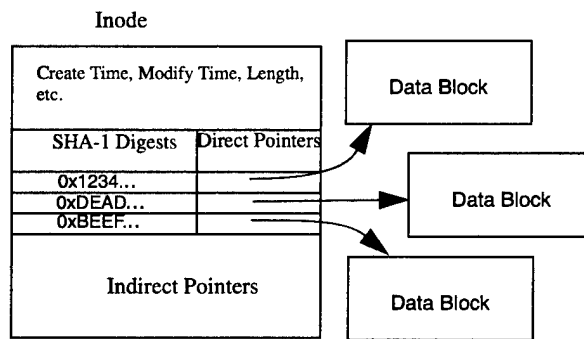 Inode
Create Time, Modify Time, Length,
etc.
SHA-1 Digests
Direct Pointers
0x1234...
0xDEAD...
0xBEEF...
Indirect Pointers
Data Block
Data Block
Data Block